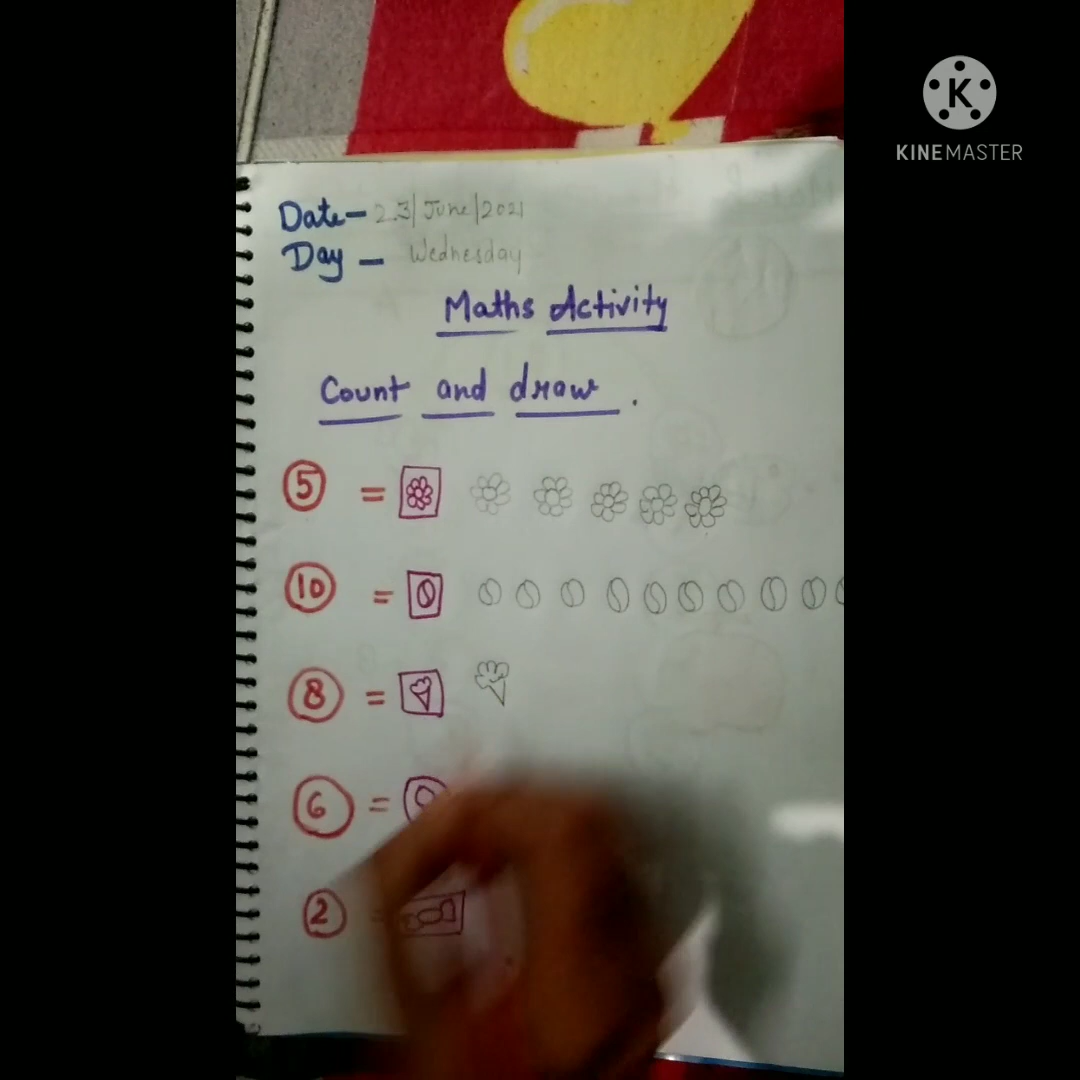 K
KINEMASTER
Date- 23/June/2021
Day - Wednesday
Maths Activity
Count and draw.
5 =
10 =
8 =
6 =
2 =